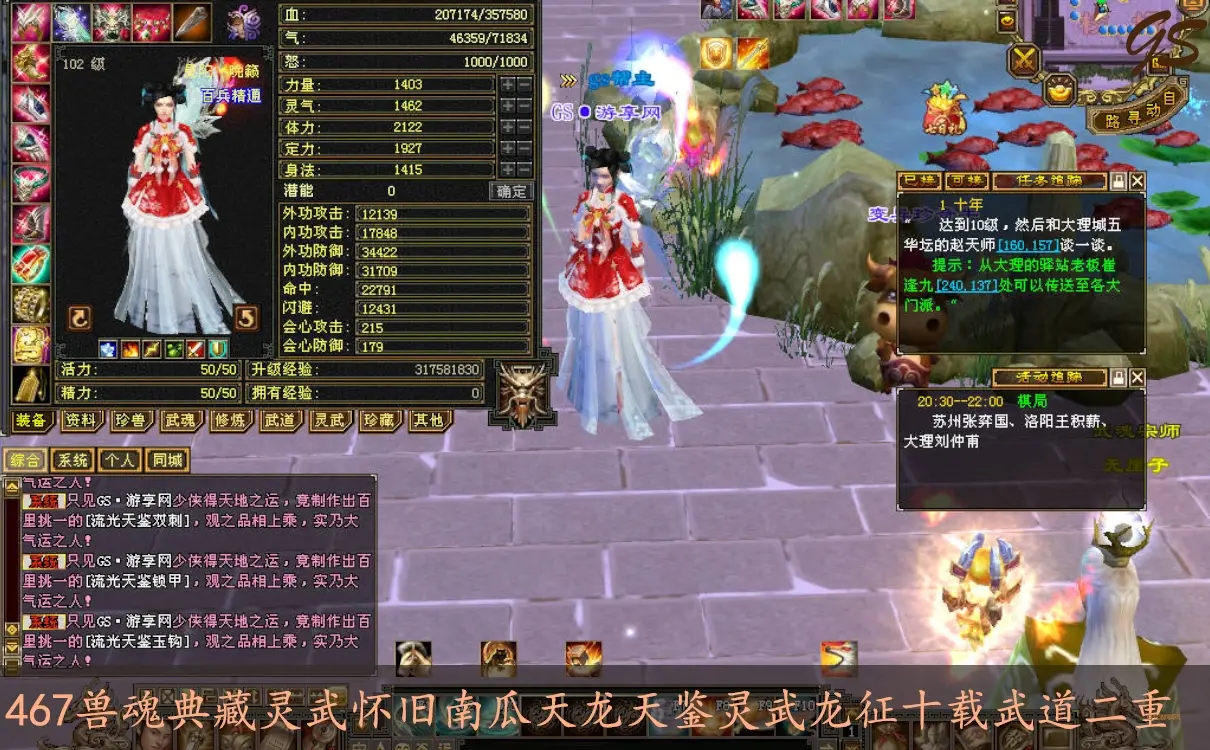 102 级
百兵精通
血: 207174/357580
气: 46359/71834
怒: 1000/1000
力量: 1403
灵气: 1462
体力: 2122
定力: 1927
身法: 1415
潜能 0 确定
外功攻击: 12139
内功攻击: 17848
外功防御: 34422
内功防御: 31709
命中: 22791
闪避: 12431
会心攻击: 215
会心防御: 179
活力: 50/50 升级经验: 317581830
精力: 50/50 拥有经验: 0
装备 资料 珍兽 武魂 修炼 武道 灵武 珍藏 其他
综合 系统 个人 同城
气运之人!
系统 只见GS·游享网少侠得天地之运，竟制作出百
里挑一的[流光天鉴双刺]，观之品相上乘，实乃大
气运之人!
系统 只见GS·游享网少侠得天地之运，竟制作出百
里挑一的[流光天鉴锁甲]，观之品相上乘，实乃大
气运之人!
系统 只见GS·游享网少侠得天地之运，竟制作出百
里挑一的[流光天鉴玉钩]，观之品相上乘，实乃大
气运之人!
gs帮主
GS●游享网
GS
自动寻路
七日礼
已接 可接 任务追踪
1 十年
“ 达到10级，然后和大理城五
华坛的赵天师[160,157]谈一谈。
提示：从大理的驿站老板崔
逢九[240,137]处可以传送至各大
门派。“
活动追踪
20:30--22:00 棋局
苏州张弈国、洛阳王积薪、
大理刘仲甫
467兽魂典藏灵武怀旧南瓜天龙天鉴灵武龙征十载武道二重